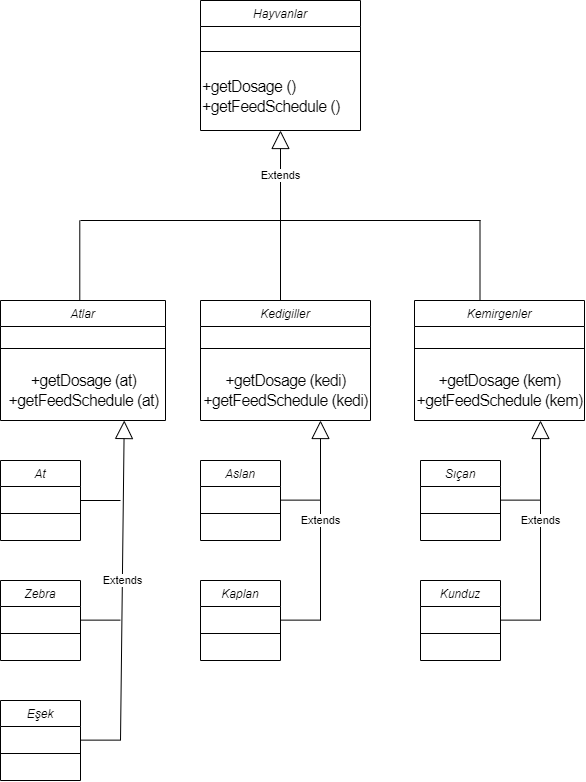 Hayvanlar
+getDosage ()
+getFeedSchedule ()
Extends
Atlar
+getDosage (at)
+getFeedSchedule (at)
Kedigiller
+getDosage (kedi)
+getFeedSchedule (kedi)
Kemirgenler
+getDosage (kem)
+getFeedSchedule (kem)
At
Aslan
Sıçan
Extends
Extends
Extends
Zebra
Kaplan
Kunduz
Eşek